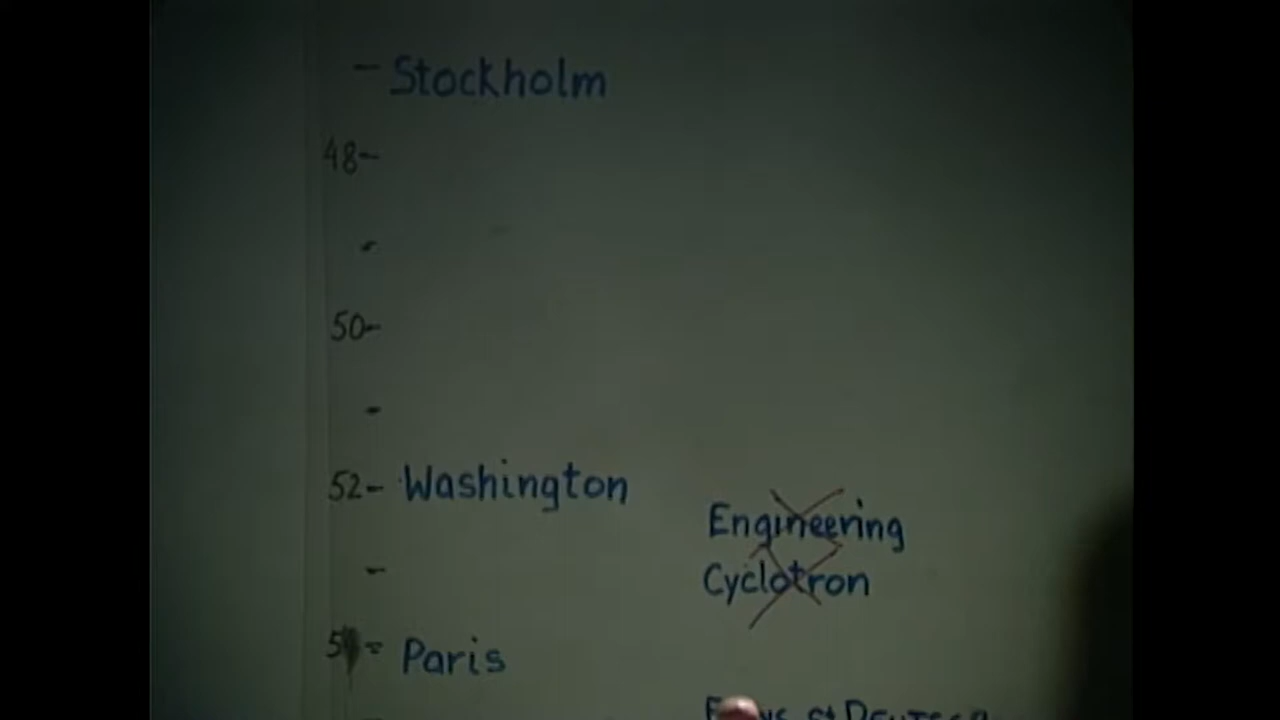 – Stockholm
48–
50–
52– Washington
Engineering
Cyclotron
Paris